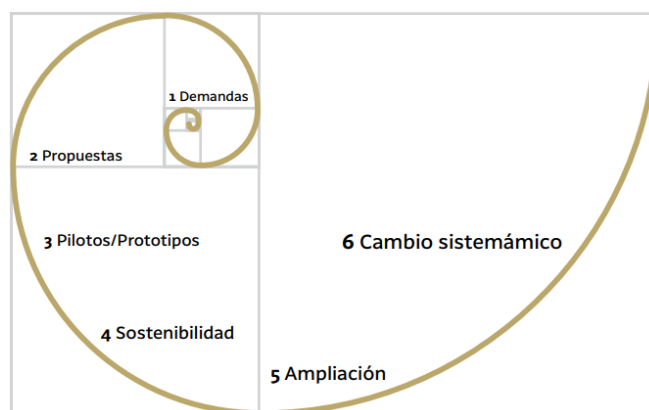 1 Demandas
2 Propuestas
3 Pilotos/Prototipos
4 Sostenibilidad
5 Ampliación
6 Cambio sistemámico